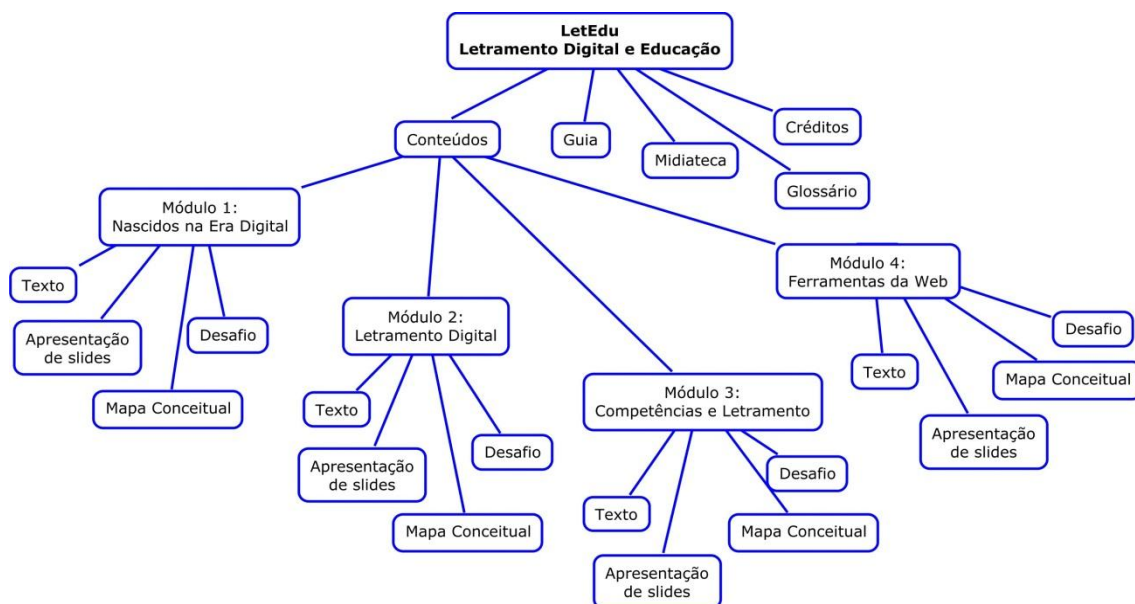 LetEdu
Letramento Digital e Educação
Conteúdos
Guia
Midiateca
Créditos
Glossário
Módulo 1:
Nascidos na Era Digital
Texto
Apresentação
de slides
Mapa Conceitual
Desafio
Módulo 2:
Letramento Digital
Texto
Apresentação
de slides
Mapa Conceitual
Desafio
Módulo 3:
Competências e Letramento
Texto
Apresentação
de slides
Mapa Conceitual
Desafio
Módulo 4:
Ferramentas da Web
Texto
Apresentação
de slides
Mapa Conceitual
Desafio